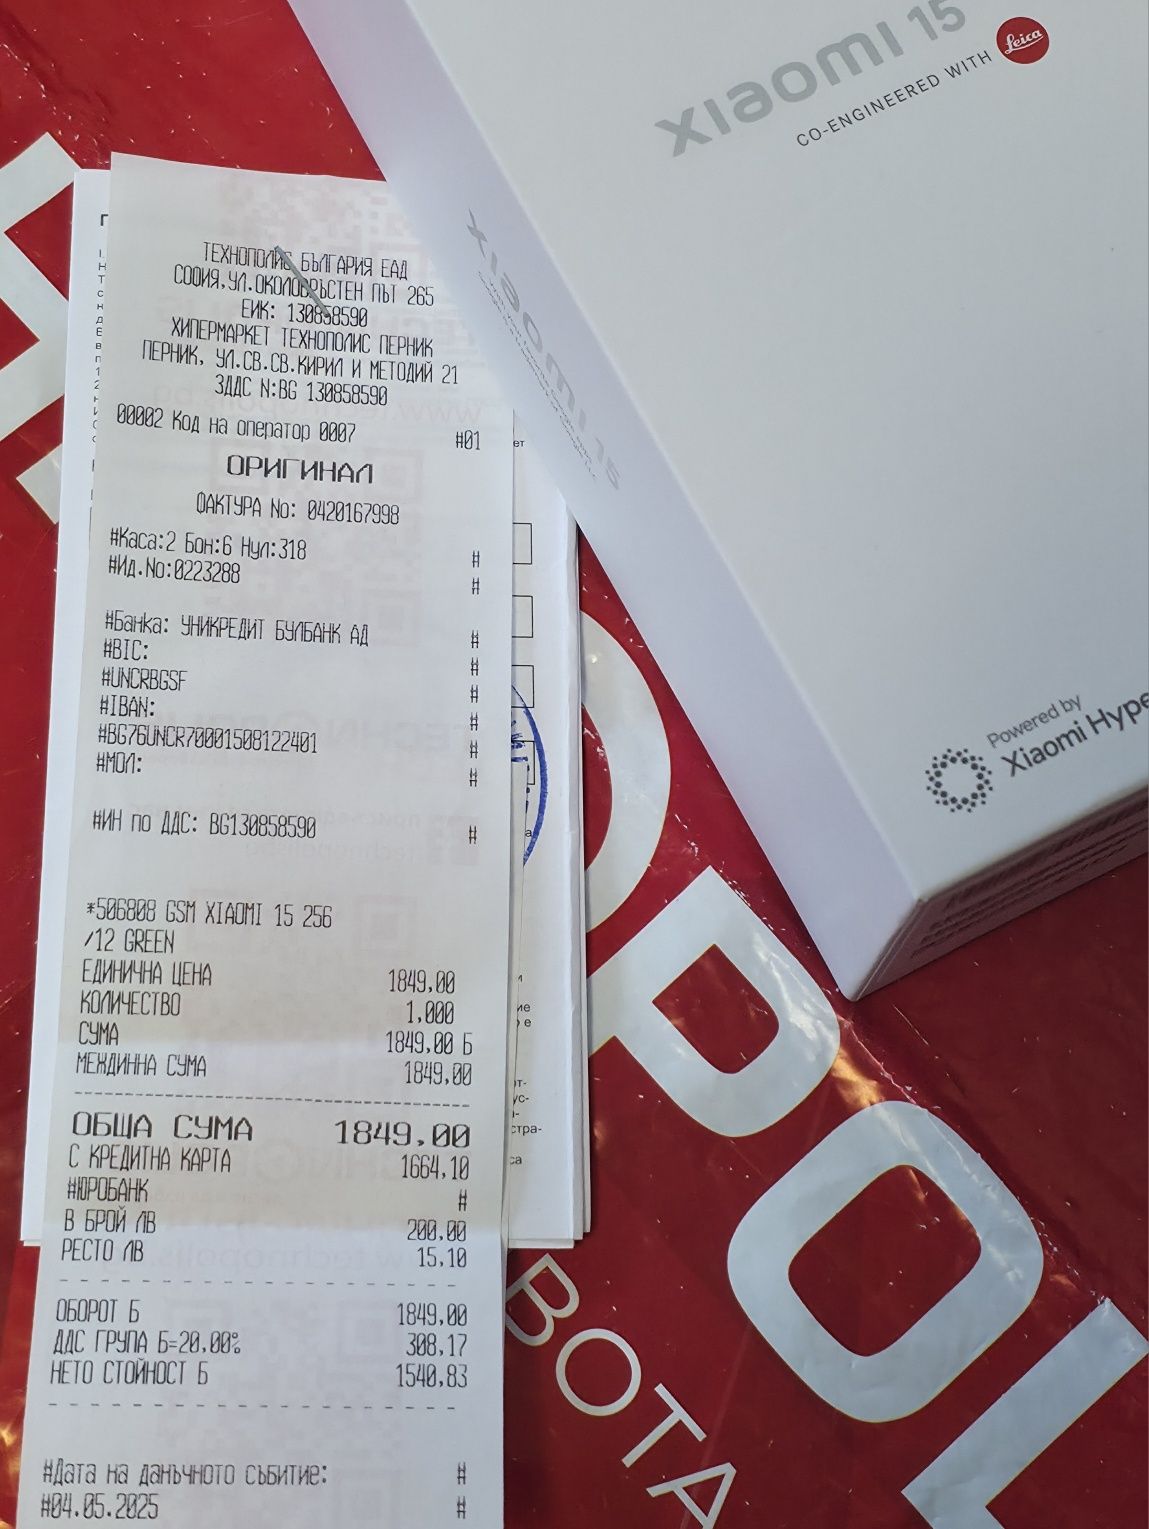 xiaomi 15
CO-ENGINEERED WITH Leica
xiaomi 15
Powered by
Xiaomi Hype
ТЕХНОПОЛИС БЪЛГАРИЯ ЕАД
СОФИЯ,УЛ.ОКОЛОВРЪСТЕН ПЪТ 265
ЕИК: 130858590
ХИПЕРМАРКЕТ ТЕХНОПОЛИС ПЕРНИК
ПЕРНИК, УЛ.СВ.СВ.КИРИЛ И МЕТОДИЙ 21
ЗДДС N:BG 130858590
00002 Код на оператор 0007 #01
ОРИГИНАЛ
ФАКТУРА No: 0420167998
#Каса:2 Бон:6 Нул:318 #
#Ид.No:0223288 #
#Банка: УНИКРЕДИТ БУЛБАНК АД #
#BIC: #
#UNCRBGSF #
#IBAN: #
#BG76UNCR70001508122401 #
#МОЛ: #
#ИН по ДДС: BG130858590 #
*506808 GSM XIAOMI 15 256
/12 GREEN
ЕДИНИЧНА ЦЕНА 1849,00
КОЛИЧЕСТВО 1,000
СУМА 1849,00 Б
МЕЖДИННА СУМА 1849,00
ОБЩА СУМА 1849,00
С КРЕДИТНА КАРТА 1664,10
#ЮРОБАНК #
В БРОЙ ЛВ 200,00
РЕСТО ЛВ 15,10
ОБОРОТ Б 1849,00
ДДС ГРУПА Б=20,00% 308,17
НЕТО СТОЙНОСТ Б 1540,83
#Дата на данъчното събитие: #
#04.05.2025 #
OPOL
ВОТА